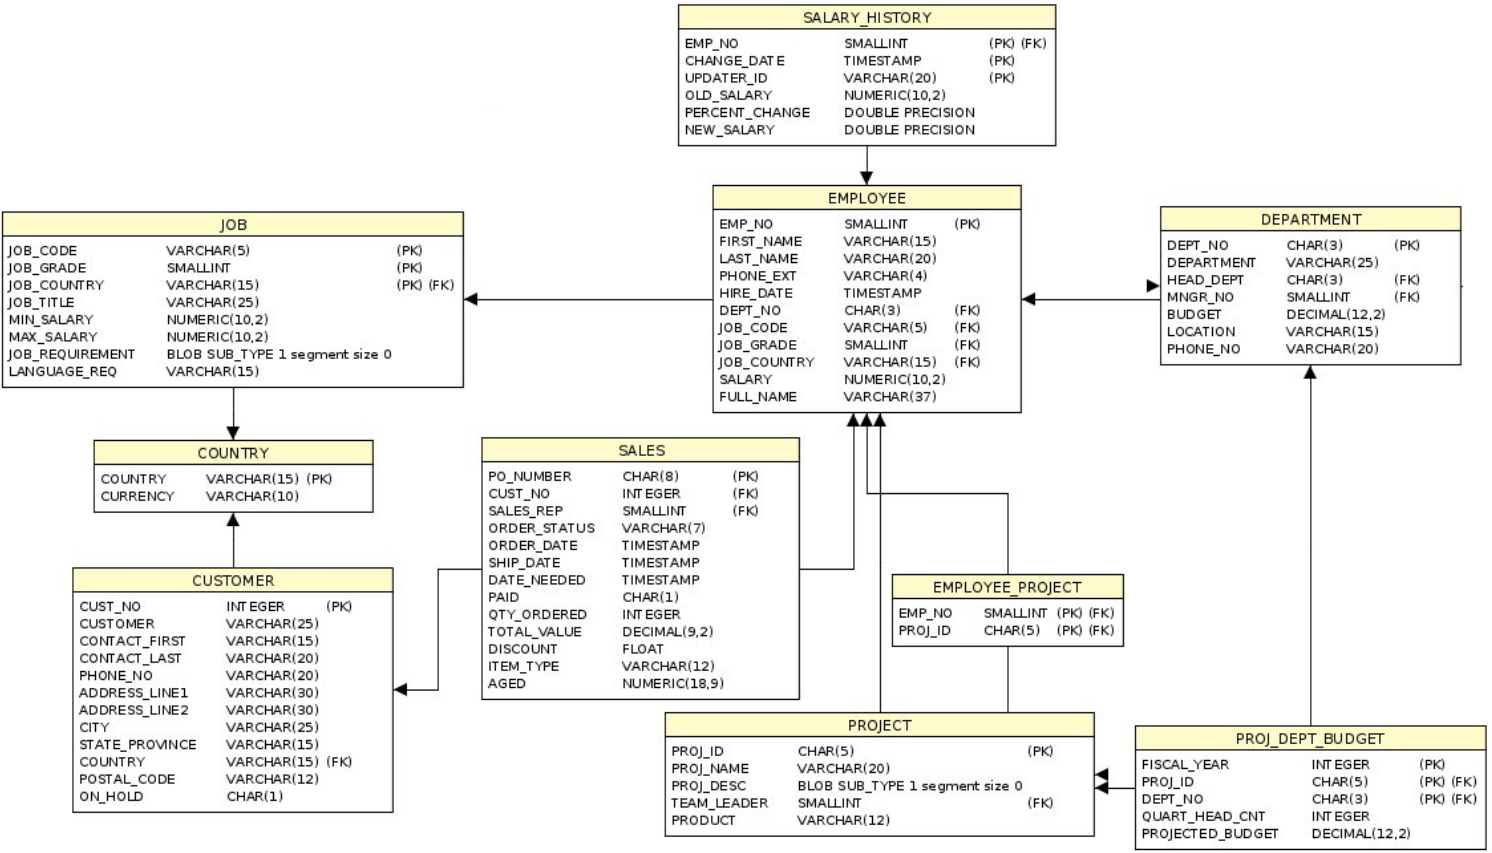 SALARY_HISTORY
EMP_NO SMALLINT (PK) (FK)
CHANGE_DATE TIMESTAMP (PK)
UPDATER_ID VARCHAR(20) (PK)
OLD_SALARY NUMERIC(10,2)
PERCENT_CHANGE DOUBLE PRECISION
NEW_SALARY DOUBLE PRECISION
JOB
JOB_CODE VARCHAR(5) (PK)
JOB_GRADE SMALLINT (PK)
JOB_COUNTRY VARCHAR(15) (PK) (FK)
JOB_TITLE VARCHAR(25)
MIN_SALARY NUMERIC(10,2)
MAX_SALARY NUMERIC(10,2)
JOB_REQUIREMENT BLOB SUB_TYPE 1 segment size 0
LANGUAGE_REQ VARCHAR(15)
EMPLOYEE
EMP_NO SMALLINT (PK)
FIRST_NAME VARCHAR(15)
LAST_NAME VARCHAR(20)
PHONE_EXT VARCHAR(4)
HIRE_DATE TIMESTAMP
DEPT_NO CHAR(3) (FK)
JOB_CODE VARCHAR(5) (FK)
JOB_GRADE SMALLINT (FK)
JOB_COUNTRY VARCHAR(15) (FK)
SALARY NUMERIC(10,2)
FULL_NAME VARCHAR(37)
DEPARTMENT
DEPT_NO CHAR(3) (PK)
DEPARTMENT VARCHAR(25)
HEAD_DEPT CHAR(3) (FK)
MNGR_NO SMALLINT (FK)
BUDGET DECIMAL(12,2)
LOCATION VARCHAR(15)
PHONE_NO VARCHAR(20)
COUNTRY
COUNTRY VARCHAR(15) (PK)
CURRENCY VARCHAR(10)
SALES
PO_NUMBER CHAR(8) (PK)
CUST_NO INTEGER (FK)
SALES_REP SMALLINT (FK)
ORDER_STATUS VARCHAR(7)
ORDER_DATE TIMESTAMP
SHIP_DATE TIMESTAMP
DATE_NEEDED TIMESTAMP
PAID CHAR(1)
QTY_ORDERED INTEGER
TOTAL_VALUE DECIMAL(9,2)
DISCOUNT FLOAT
ITEM_TYPE VARCHAR(12)
AGED NUMERIC(18,9)
CUSTOMER
CUST_NO INTEGER (PK)
CUSTOMER VARCHAR(25)
CONTACT_FIRST VARCHAR(15)
CONTACT_LAST VARCHAR(20)
PHONE_NO VARCHAR(20)
ADDRESS_LINE1 VARCHAR(30)
ADDRESS_LINE2 VARCHAR(30)
CITY VARCHAR(25)
STATE_PROVINCE VARCHAR(15)
COUNTRY VARCHAR(15) (FK)
POSTAL_CODE VARCHAR(12)
ON_HOLD CHAR(1)
EMPLOYEE_PROJECT
EMP_NO SMALLINT (PK) (FK)
PROJ_ID CHAR(5) (PK) (FK)
PROJECT
PROJ_ID CHAR(5) (PK)
PROJ_NAME VARCHAR(20)
PROJ_DESC BLOB SUB_TYPE 1 segment size 0
TEAM_LEADER SMALLINT (FK)
PRODUCT VARCHAR(12)
PROJ_DEPT_BUDGET
FISCAL_YEAR INTEGER (PK)
PROJ_ID CHAR(5) (PK) (FK)
DEPT_NO CHAR(3) (PK) (FK)
QUART_HEAD_CNT INTEGER
PROJECTED_BUDGET DECIMAL(12,2)